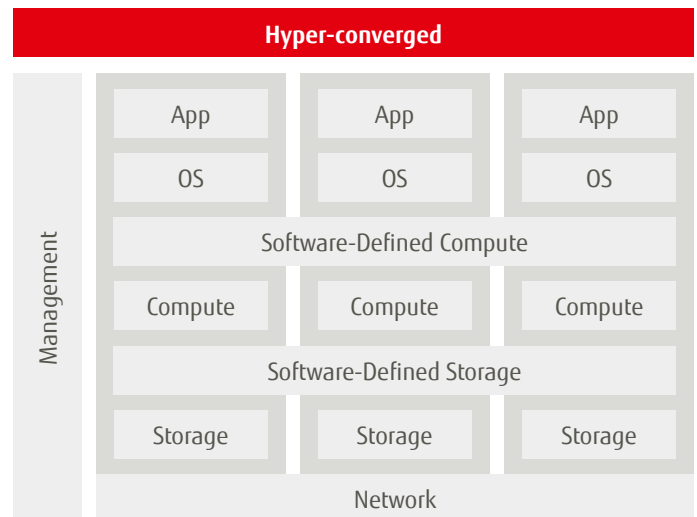 Hyper-converged
Management
App App App
OS OS OS
Software-Defined Compute
Compute Compute Compute
Software-Defined Storage
Storage Storage Storage
Network